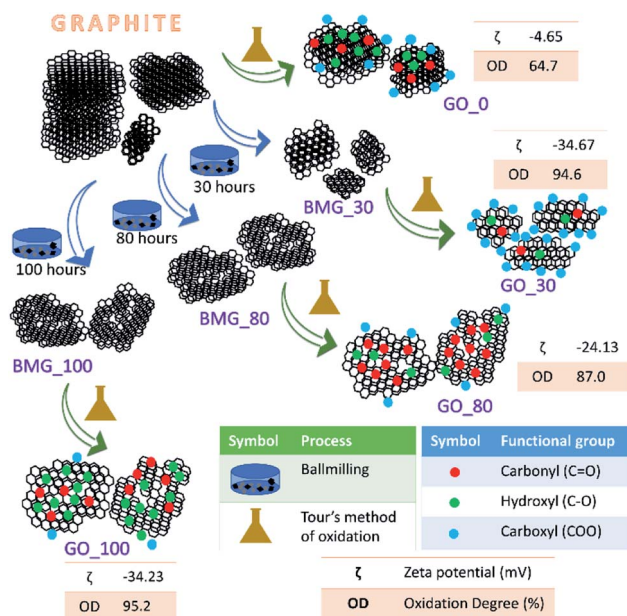 GRAPHITE
ζ -4.65
OD 64.7
GO_0
30 hours
BMG_30
ζ -34.67
OD 94.6
GO_30
80 hours
BMG_80
100 hours
BMG_100
ζ -24.13
OD 87.0
GO_80
Symbol Process
Ballmilling
Tour's method
of oxidation
Symbol Functional group
Carbonyl (C=O)
Hydroxyl (C-O)
Carboxyl (COO)
GO_100
ζ -34.23
OD 95.2
ζ Zeta potential (mV)
OD Oxidation Degree (%)